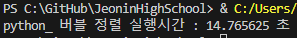 PS C:\GitHub\JeoninHighSchool> & C:/Users/
python_ 버블 정렬 실행시간 : 14.765625 초